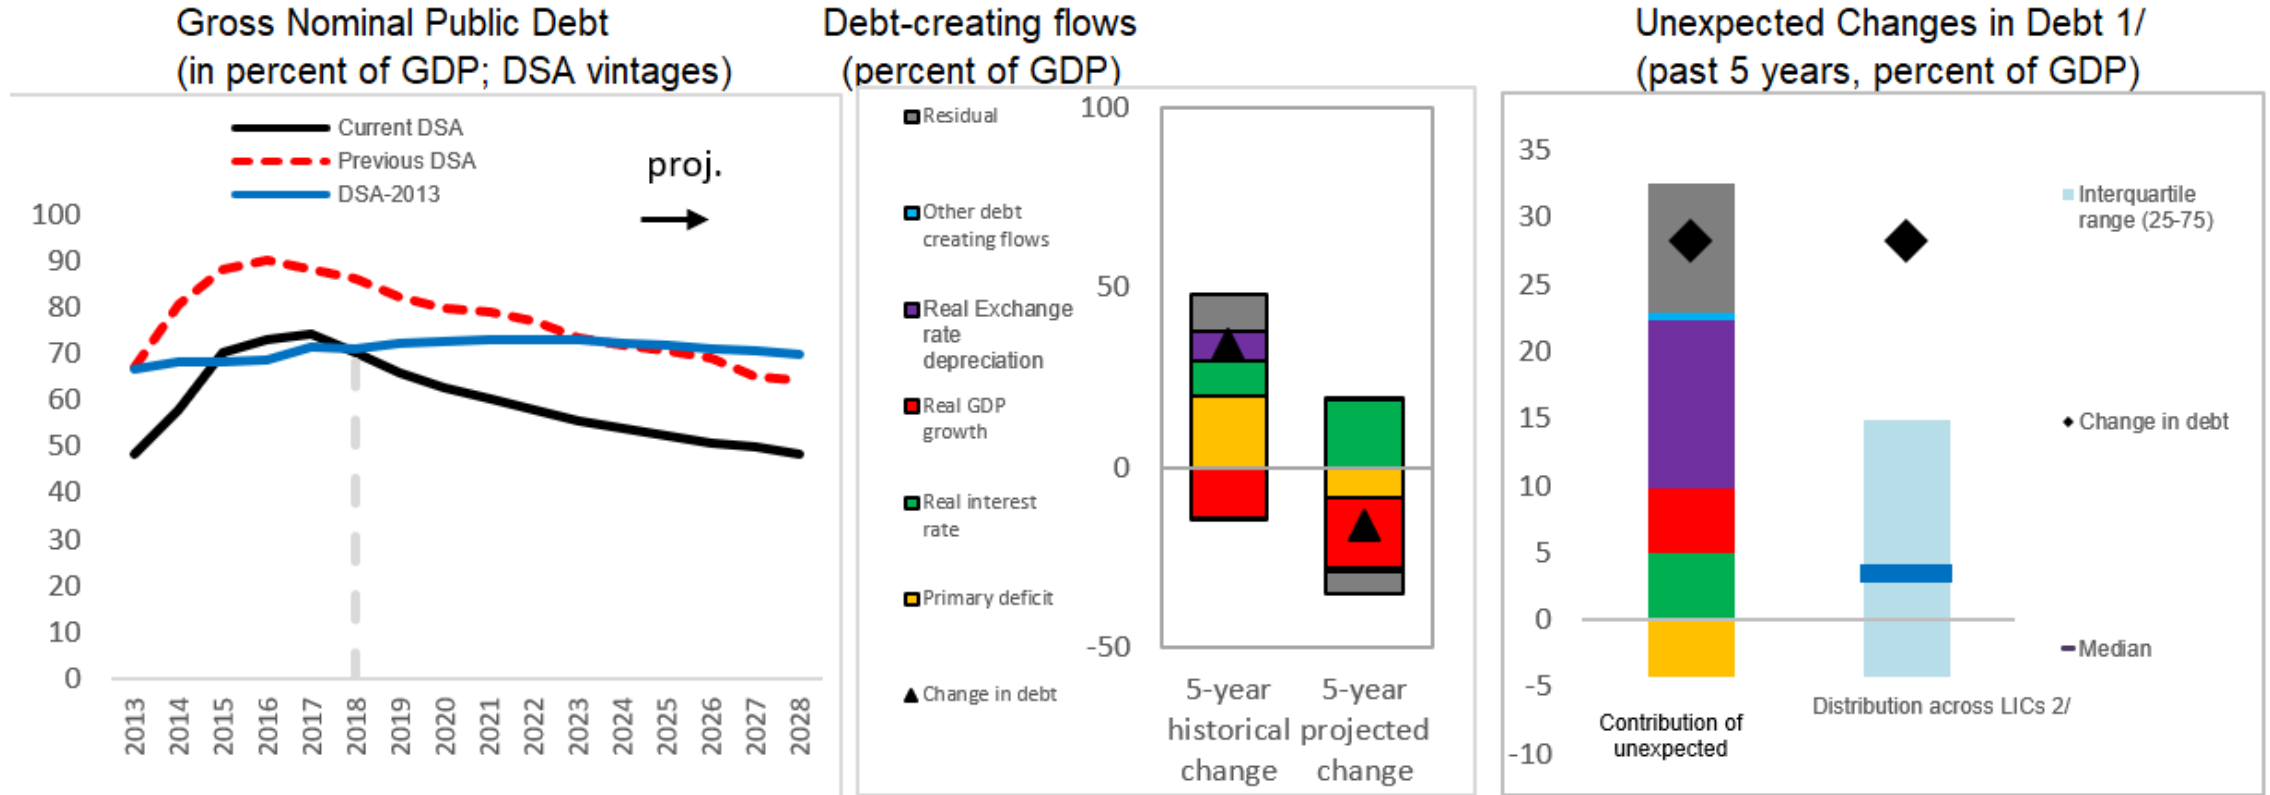 Gross Nominal Public Debt
(in percent of GDP; DSA vintages)
Current DSA
Previous DSA
DSA-2013
proj.
100
90
80
70
60
50
40
30
20
10
0
2013
2014
2015
2016
2017
2018
2019
2020
2021
2022
2023
2024
2025
2026
2027
2028
Debt-creating flows
(percent of GDP)
Residual
Other debt
creating flows
Real Exchange
rate
depreciation
Real GDP
growth
Real interest
rate
Primary deficit
Change in debt
100
50
0
-50
5-year
historical
change
5-year
projected
change
Unexpected Changes in Debt 1/
(past 5 years, percent of GDP)
35
30
25
20
15
10
5
0
-5
-10
Contribution of
unexpected
Distribution across LICs 2/
Interquartile
range (25-75)
Change in debt
Median